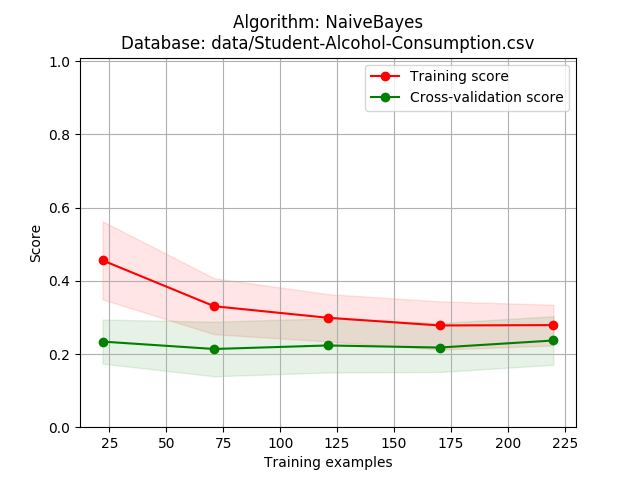 Algorithm: NaiveBayes
Database: data/Student-Alcohol-Consumption.csv
Training score
Cross-validation score
1.0
0.8
0.6
0.4
0.2
0.0
Score
25 50 75 100 125 150 175 200 225
Training examples